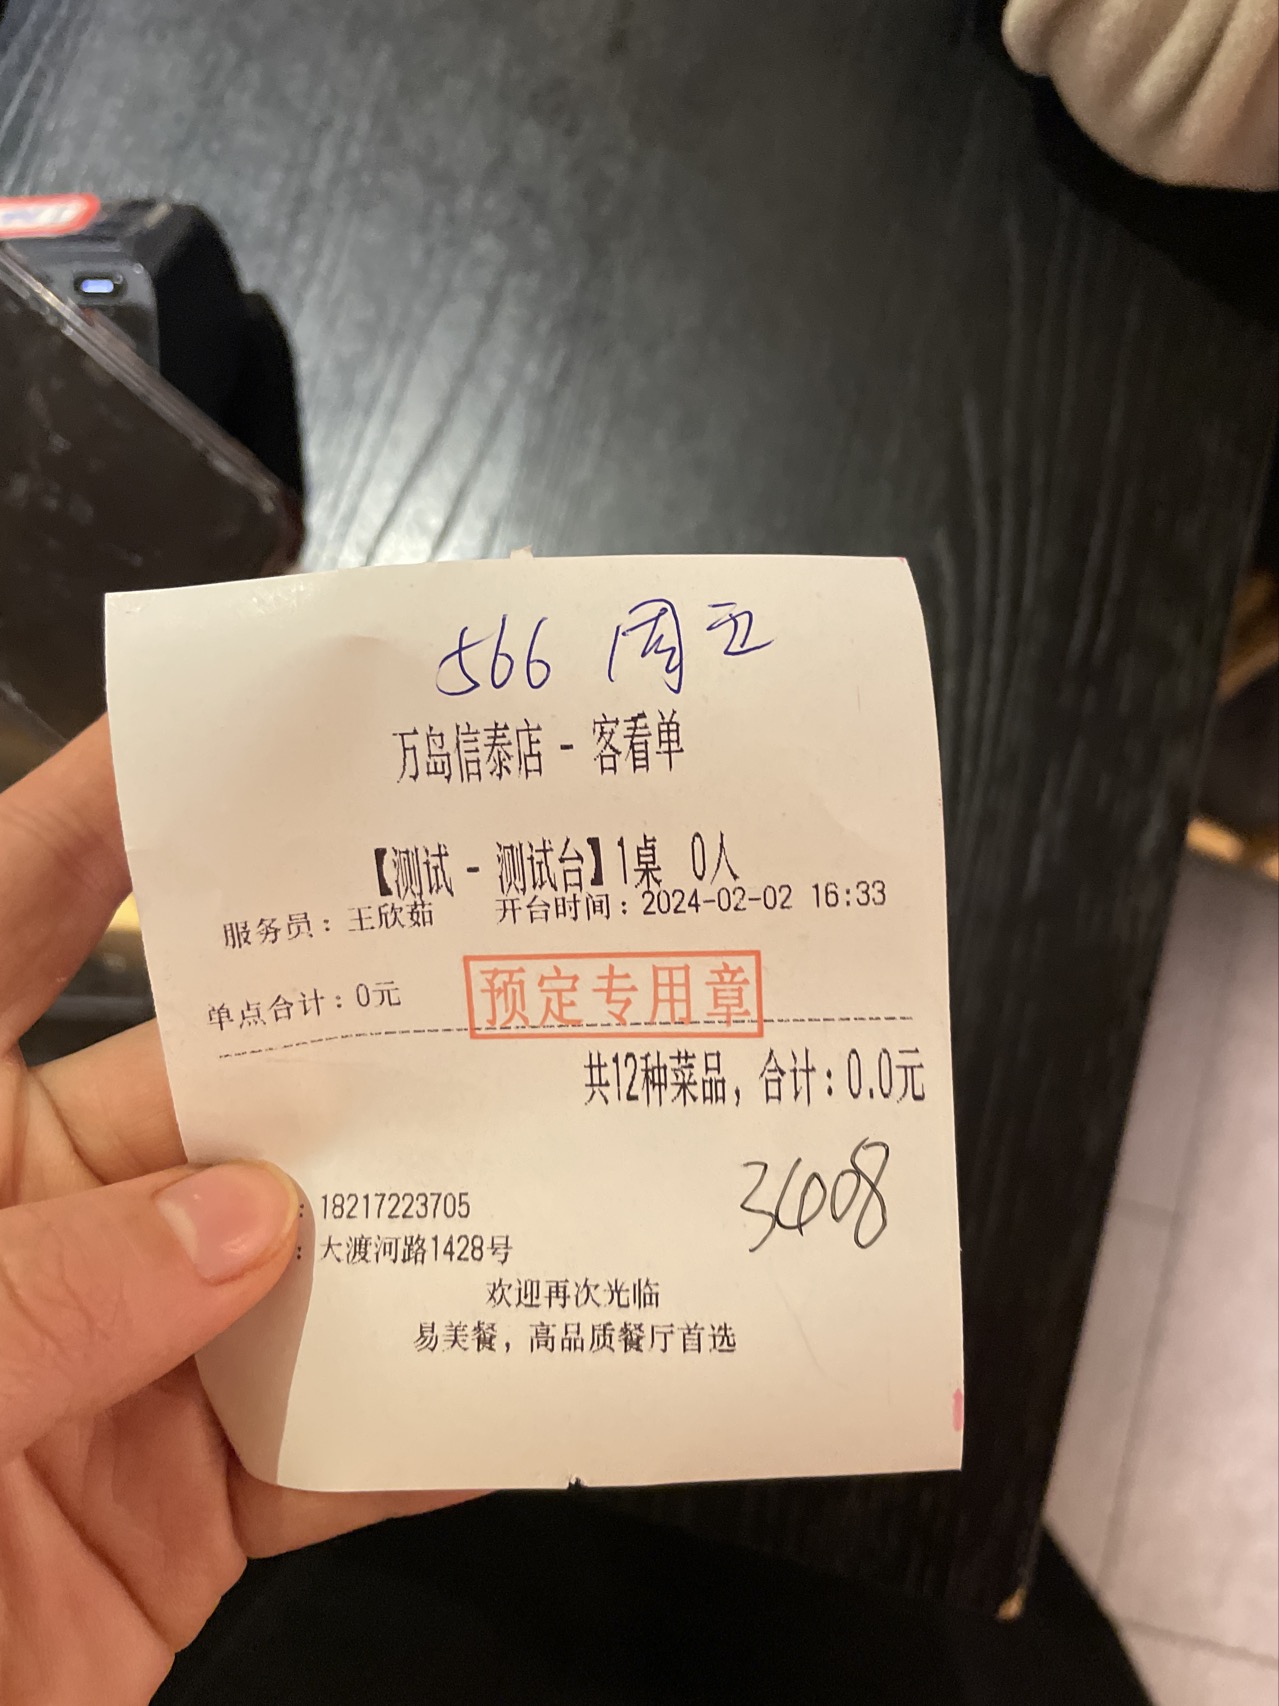 566 周五
万岛信泰店 - 客看单
【测试 - 测试台】1桌 0人
服务员：王欣茹 开台时间：2024-02-02 16:33
单点合计：0元
预定专用章
共12种菜品，合计：0.0元
3408
：18217223705
：大渡河路1428号
欢迎再次光临
易美餐，高品质餐厅首选